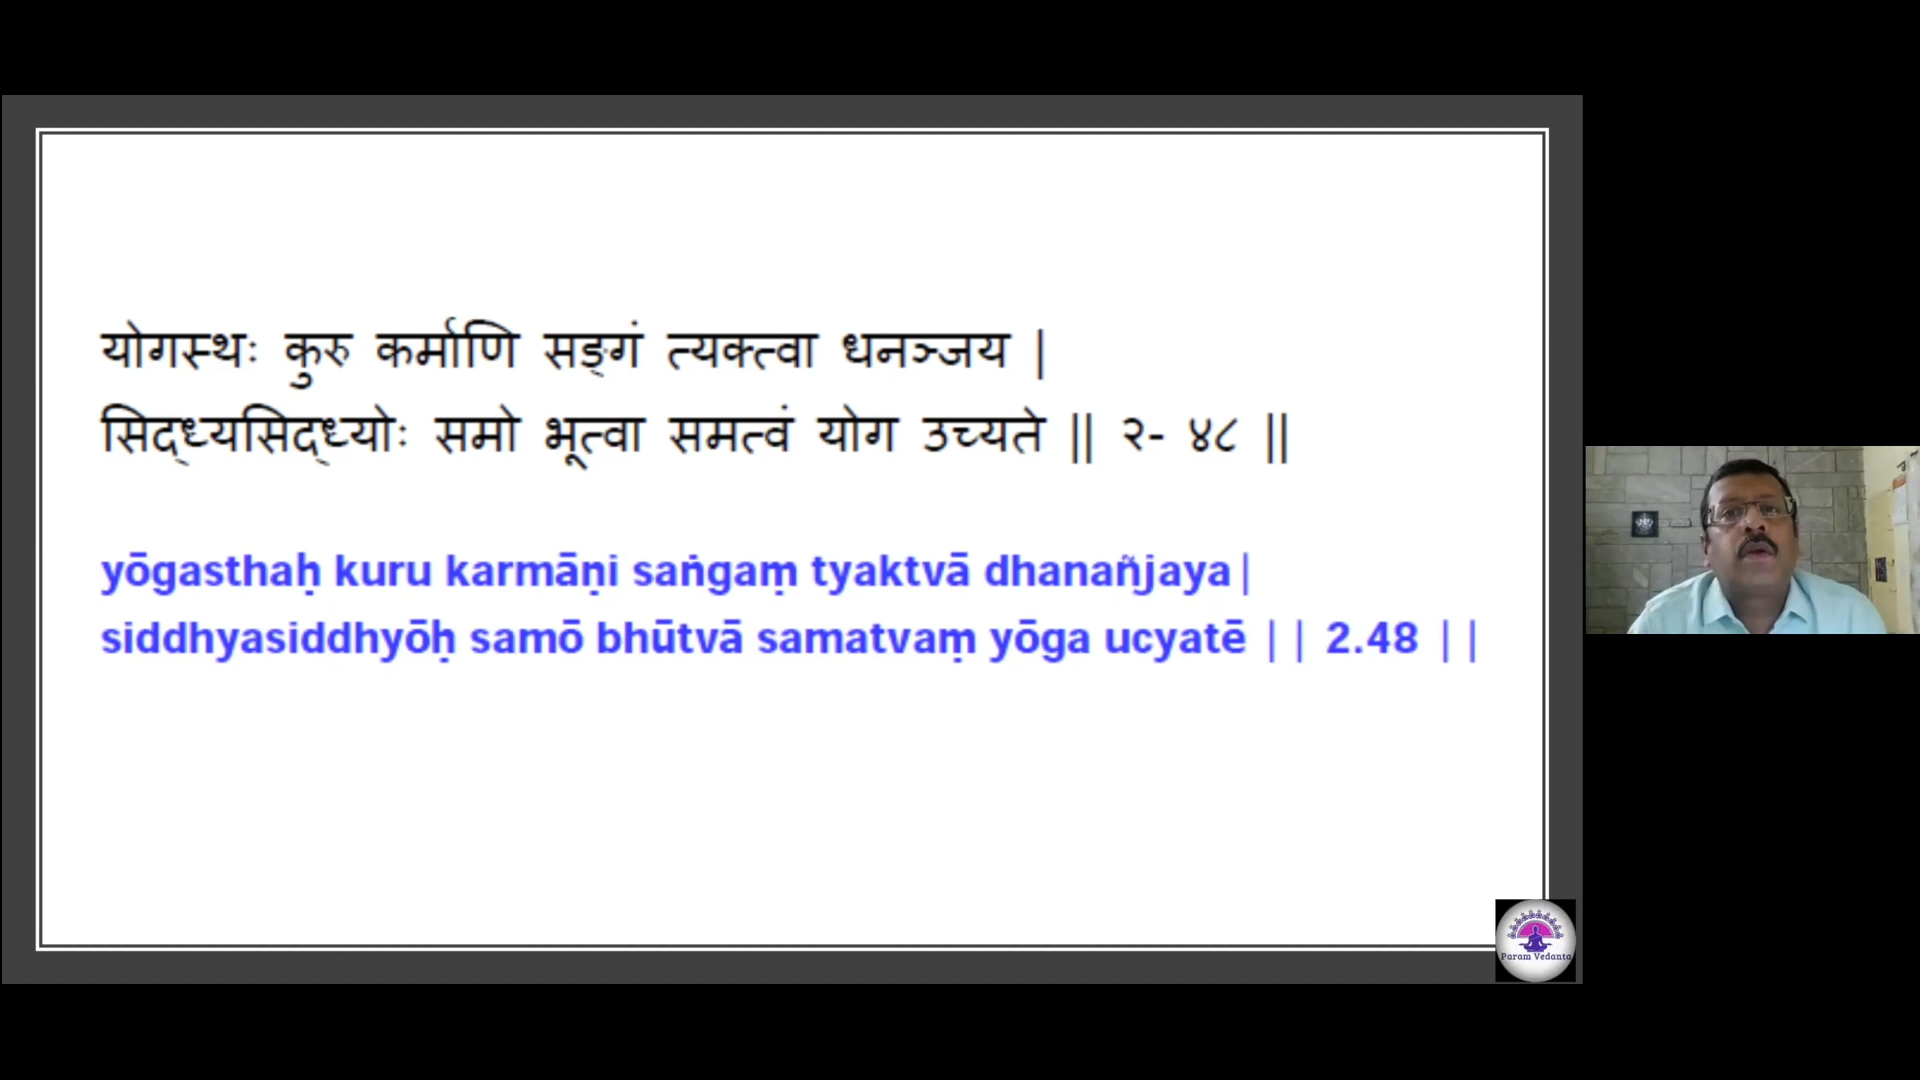 योगस्थः कुरु कर्माणि सङ्गं त्यक्त्वा धनञ्जय |
सिद्ध्यसिद्ध्योः समो भूत्वा समत्वं योग उच्यते || २- ४८ ||
yōgasthaḥ kuru karmāṇi saṅgaṃ tyaktvā dhanañjaya|
siddhyasiddhyōḥ samō bhūtvā samatvaṃ yōga ucyatē || 2.48 ||
Param Vedanta